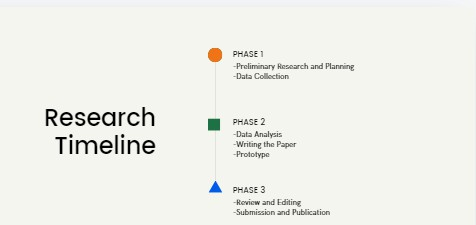 Research
Timeline
PHASE 1
-Preliminary Research and Planning
-Data Collection
PHASE 2
-Data Analysis
-Writing the Paper
-Prototype
PHASE 3
-Review and Editing
-Submission and Publication